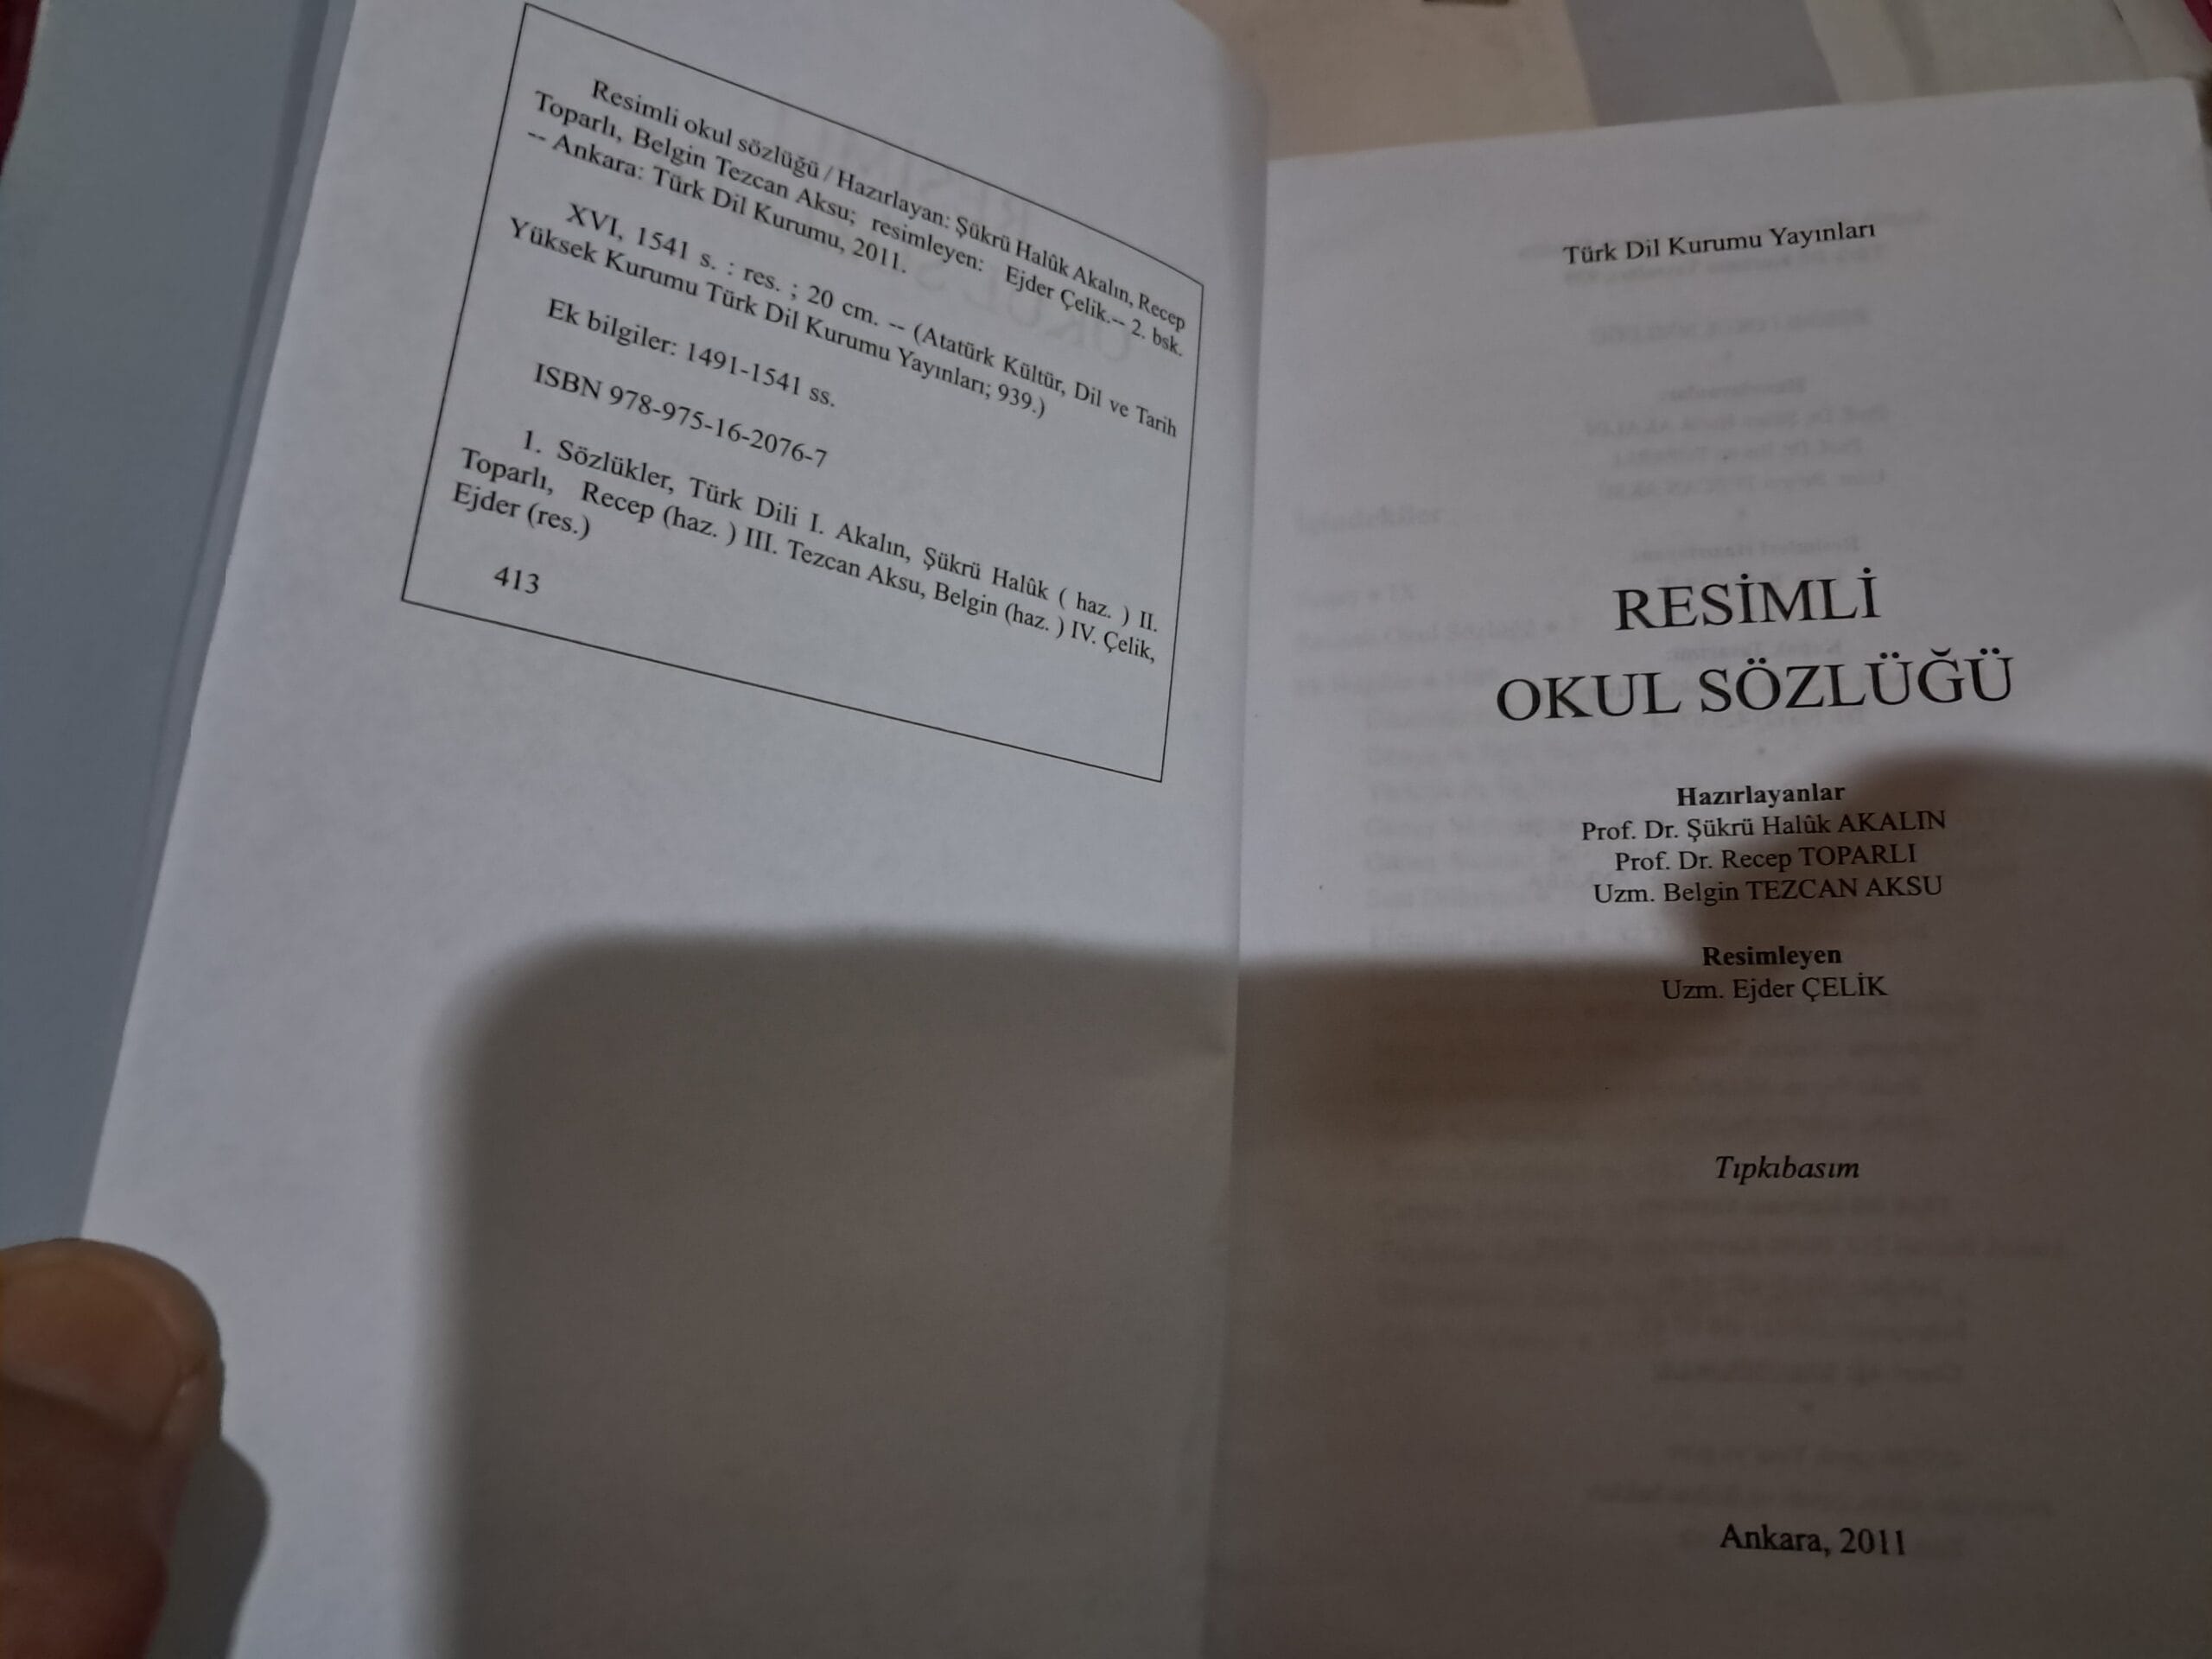 Resimli okul sözlüğü / Hazırlayan: Şükrü Halûk Akalın, Recep
Toparlı, Belgin Tezcan Aksu; resimleyen: Ejder Çelik.-- 2. bsk.
-- Ankara: Türk Dil Kurumu, 2011.
XVI, 1541 s. : res. ; 20 cm. -- (Atatürk Kültür, Dil ve Tarih
Yüksek Kurumu Türk Dil Kurumu Yayınları; 939.)
Ek bilgiler: 1491-1541 ss.
ISBN 978-975-16-2076-7
1. Sözlükler, Türk Dili I. Akalın, Şükrü Halûk ( haz. ) II.
Toparlı, Recep (haz. ) III. Tezcan Aksu, Belgin (haz. ) IV. Çelik,
Ejder (res.)
413
Türk Dil Kurumu Yayınları
RESİMLİ
OKUL SÖZLÜĞÜ
Hazırlayanlar
Prof. Dr. Şükrü Halûk AKALIN
Prof. Dr. Recep TOPARLI
Uzm. Belgin TEZCAN AKSU
Resimleyen
Uzm. Ejder ÇELİK
Tıpkıbasım
Ankara, 2011